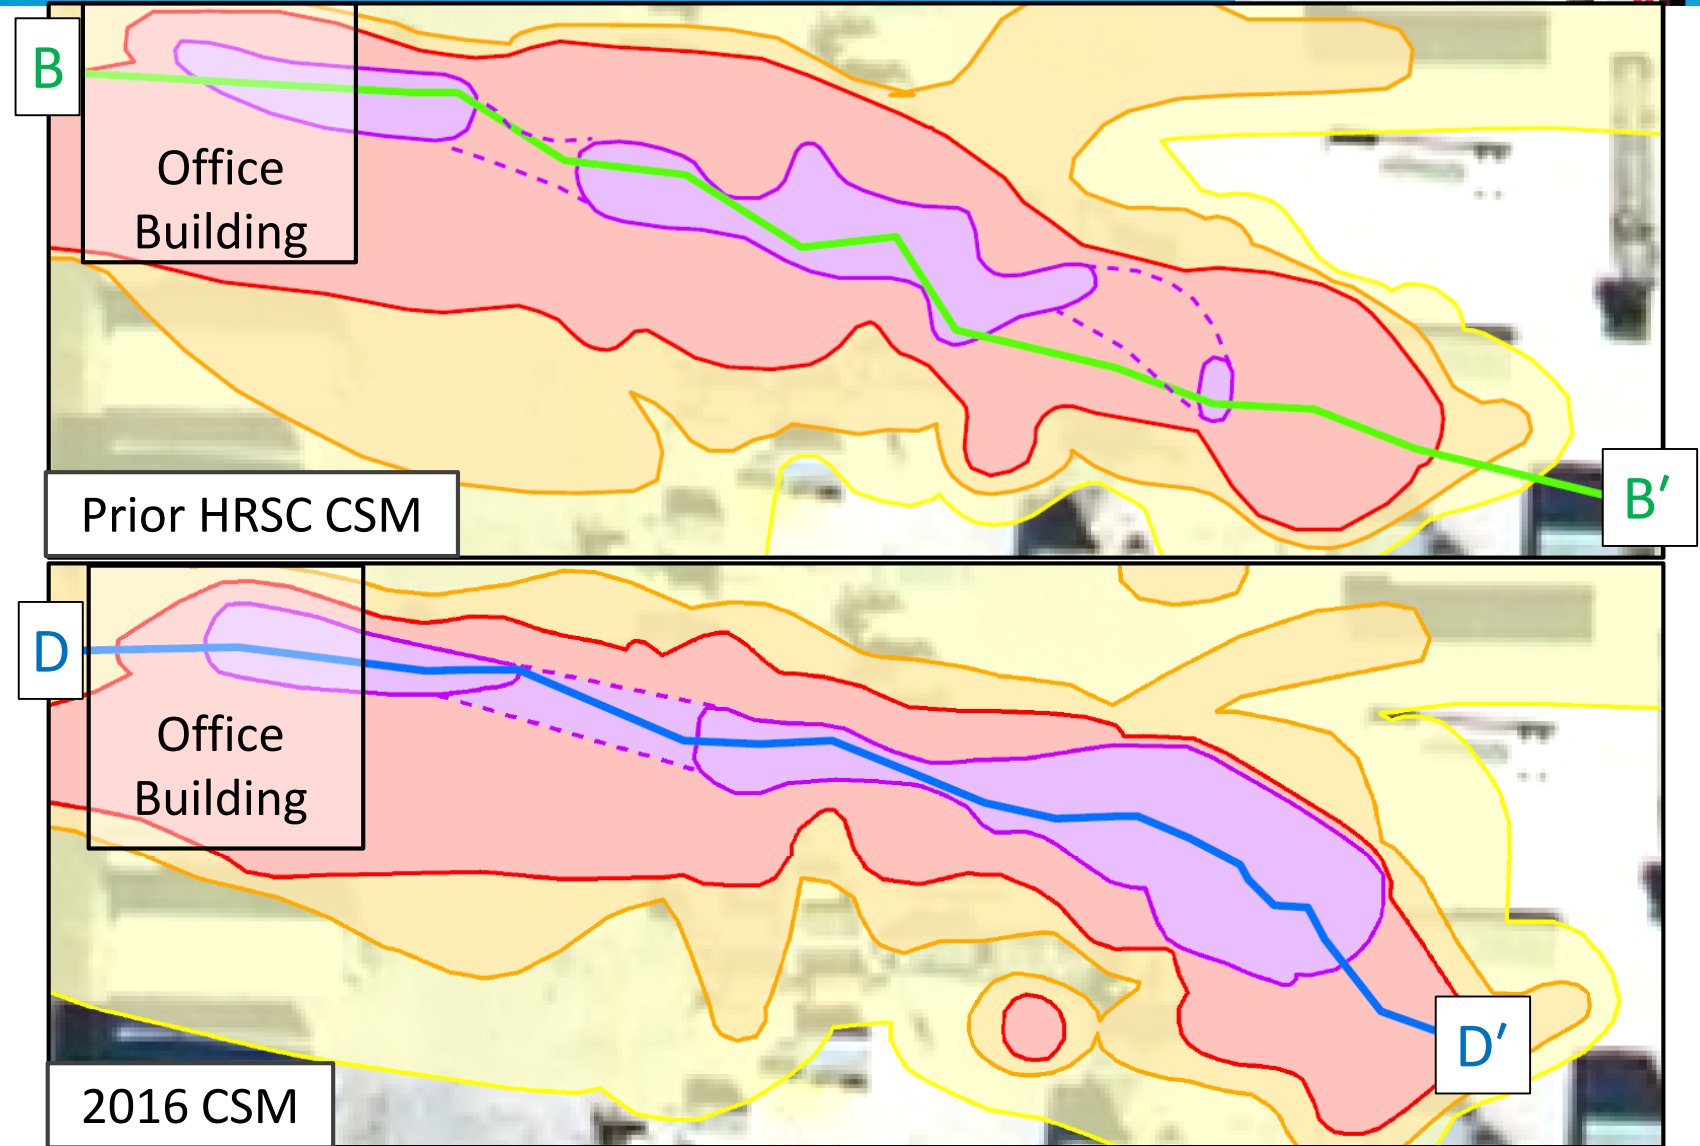 B
Office
Building
Prior HRSC CSM
B′
D
Office
Building
D′
2016 CSM